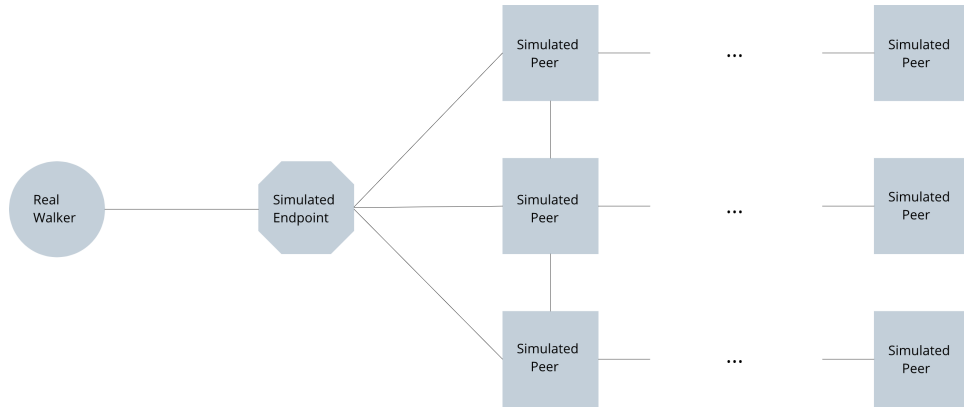 Simulated
Peer
...
Simulated
Peer
Real
Walker
Simulated
Endpoint
Simulated
Peer
...
Simulated
Peer
Simulated
Peer
...
Simulated
Peer